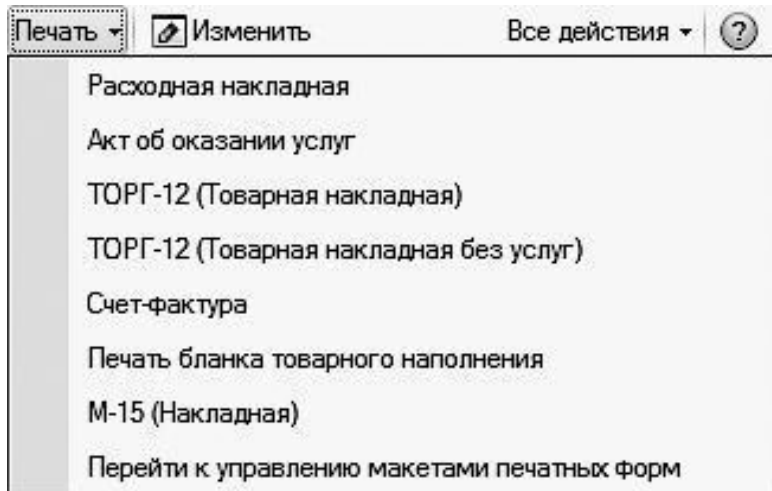 Печать Изменить Все действия ?
Расходная накладная
Акт об оказании услуг
ТОРГ-12 (Товарная накладная)
ТОРГ-12 (Товарная накладная без услуг)
Счет-фактура
Печать бланка товарного наполнения
М-15 (Накладная)
Перейти к управлению макетами печатных форм